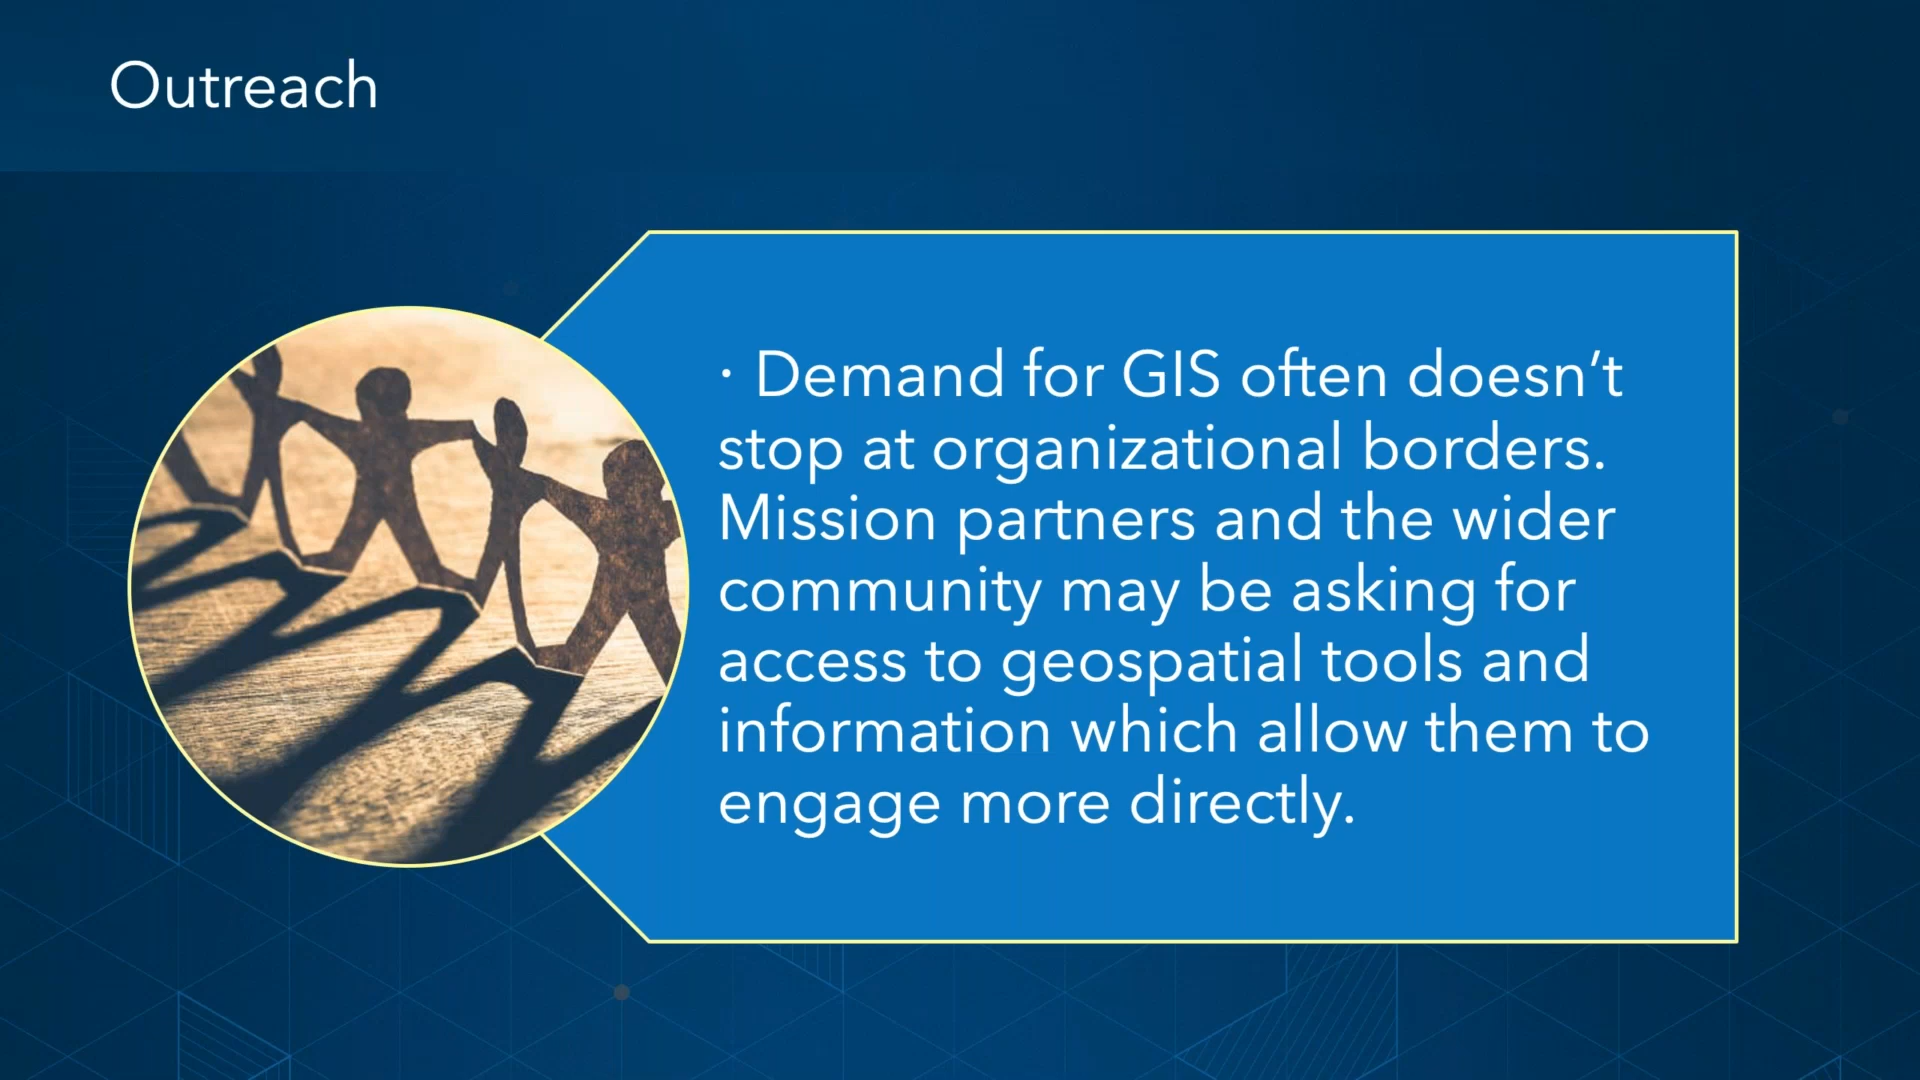 Outreach
· Demand for GIS often doesn’t
stop at organizational borders.
Mission partners and the wider
community may be asking for
access to geospatial tools and
information which allow them to
engage more directly.